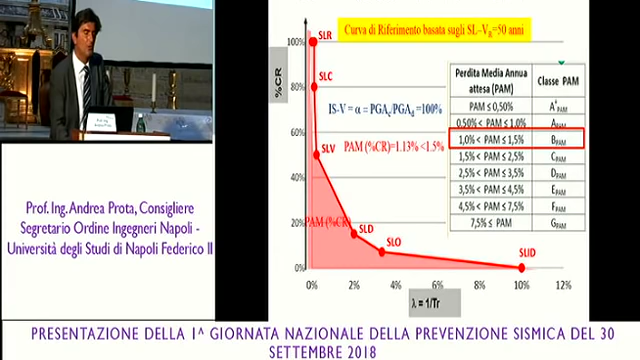 Curva di Riferimento basata sugli SL–VR=50 anni
SLR
SLC
SLV
SLD
SLO
SLID
%CR
100%
80%
60%
40%
20%
0%
0%
2%
4%
6%
8%
10%
12%
λ = 1/Tr
IS-V = α = PGAc/PGAd =100%
PAM (%CR)=1.13% <1.5%
PAM (%CR)
Perdita Media Annua attesa (PAM) Classe PAM
PAM ≤ 0,50% A+PAM
0,50% < PAM ≤ 1,0% APAM
1,0% < PAM ≤ 1,5% BPAM
1,5% < PAM ≤ 2,5% CPAM
2,5% < PAM ≤ 3,5% DPAM
3,5% < PAM ≤ 4,5% EPAM
4,5% < PAM ≤ 7,5% FPAM
7,5% ≤ PAM GPAM
Prof. Ing. Andrea Prota, Consigliere
Segretario Ordine Ingegneri Napoli -
Università degli Studi di Napoli Federico II
PRESENTAZIONE DELLA 1^ GIORNATA NAZIONALE DELLA PREVENZIONE SISMICA DEL 30
SETTEMBRE 2018